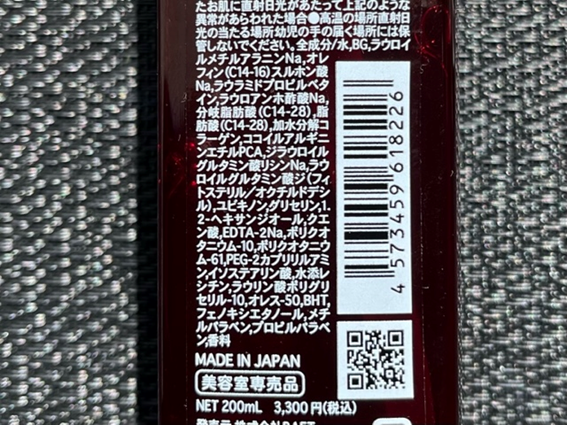 たお肌に直射日光があたって上記のような
異常があらわれた場合●高温の場所直射日
光の当たる場所幼児の手の届く場所には保
管しないでください。全成分/水,BG,ラウロイ
ルメチルアラニンNa,オレ
フィン(C14-16)スルホン酸
Na,ラウラミドプロピルベタ
イン,ラウロアンホ酢酸Na,
分岐脂肪酸(C14-28),脂
肪酸(C14-28),加水分解コ
ラーゲン,ココイルアルギニ
ンエチルPCA,ジラウロイル
グルタミン酸リシンNa,ラウ
ロイルグルタミン酸ジ(フィ
トステリル/オクチルドデシ
ル),ユビキノン,グリセリン,1.
2-ヘキサンジオール,クエ
ン酸,EDTA-2Na,ポリクオ
タニウム-10,ポリクオタニウ
ム-61,PEG-2カプリリルアミ
ン,イソステアリン酸,水添レ
シチン,ラウリン酸ポリグリ
セリル-10,オレス-50,BHT,
フェノキシエタノール,メチ
ルパラベン,プロピルパラベ
ン,香料
4 573459 618226
MADE IN JAPAN
美容室専売品
NET 200mL 3,300円(税込)